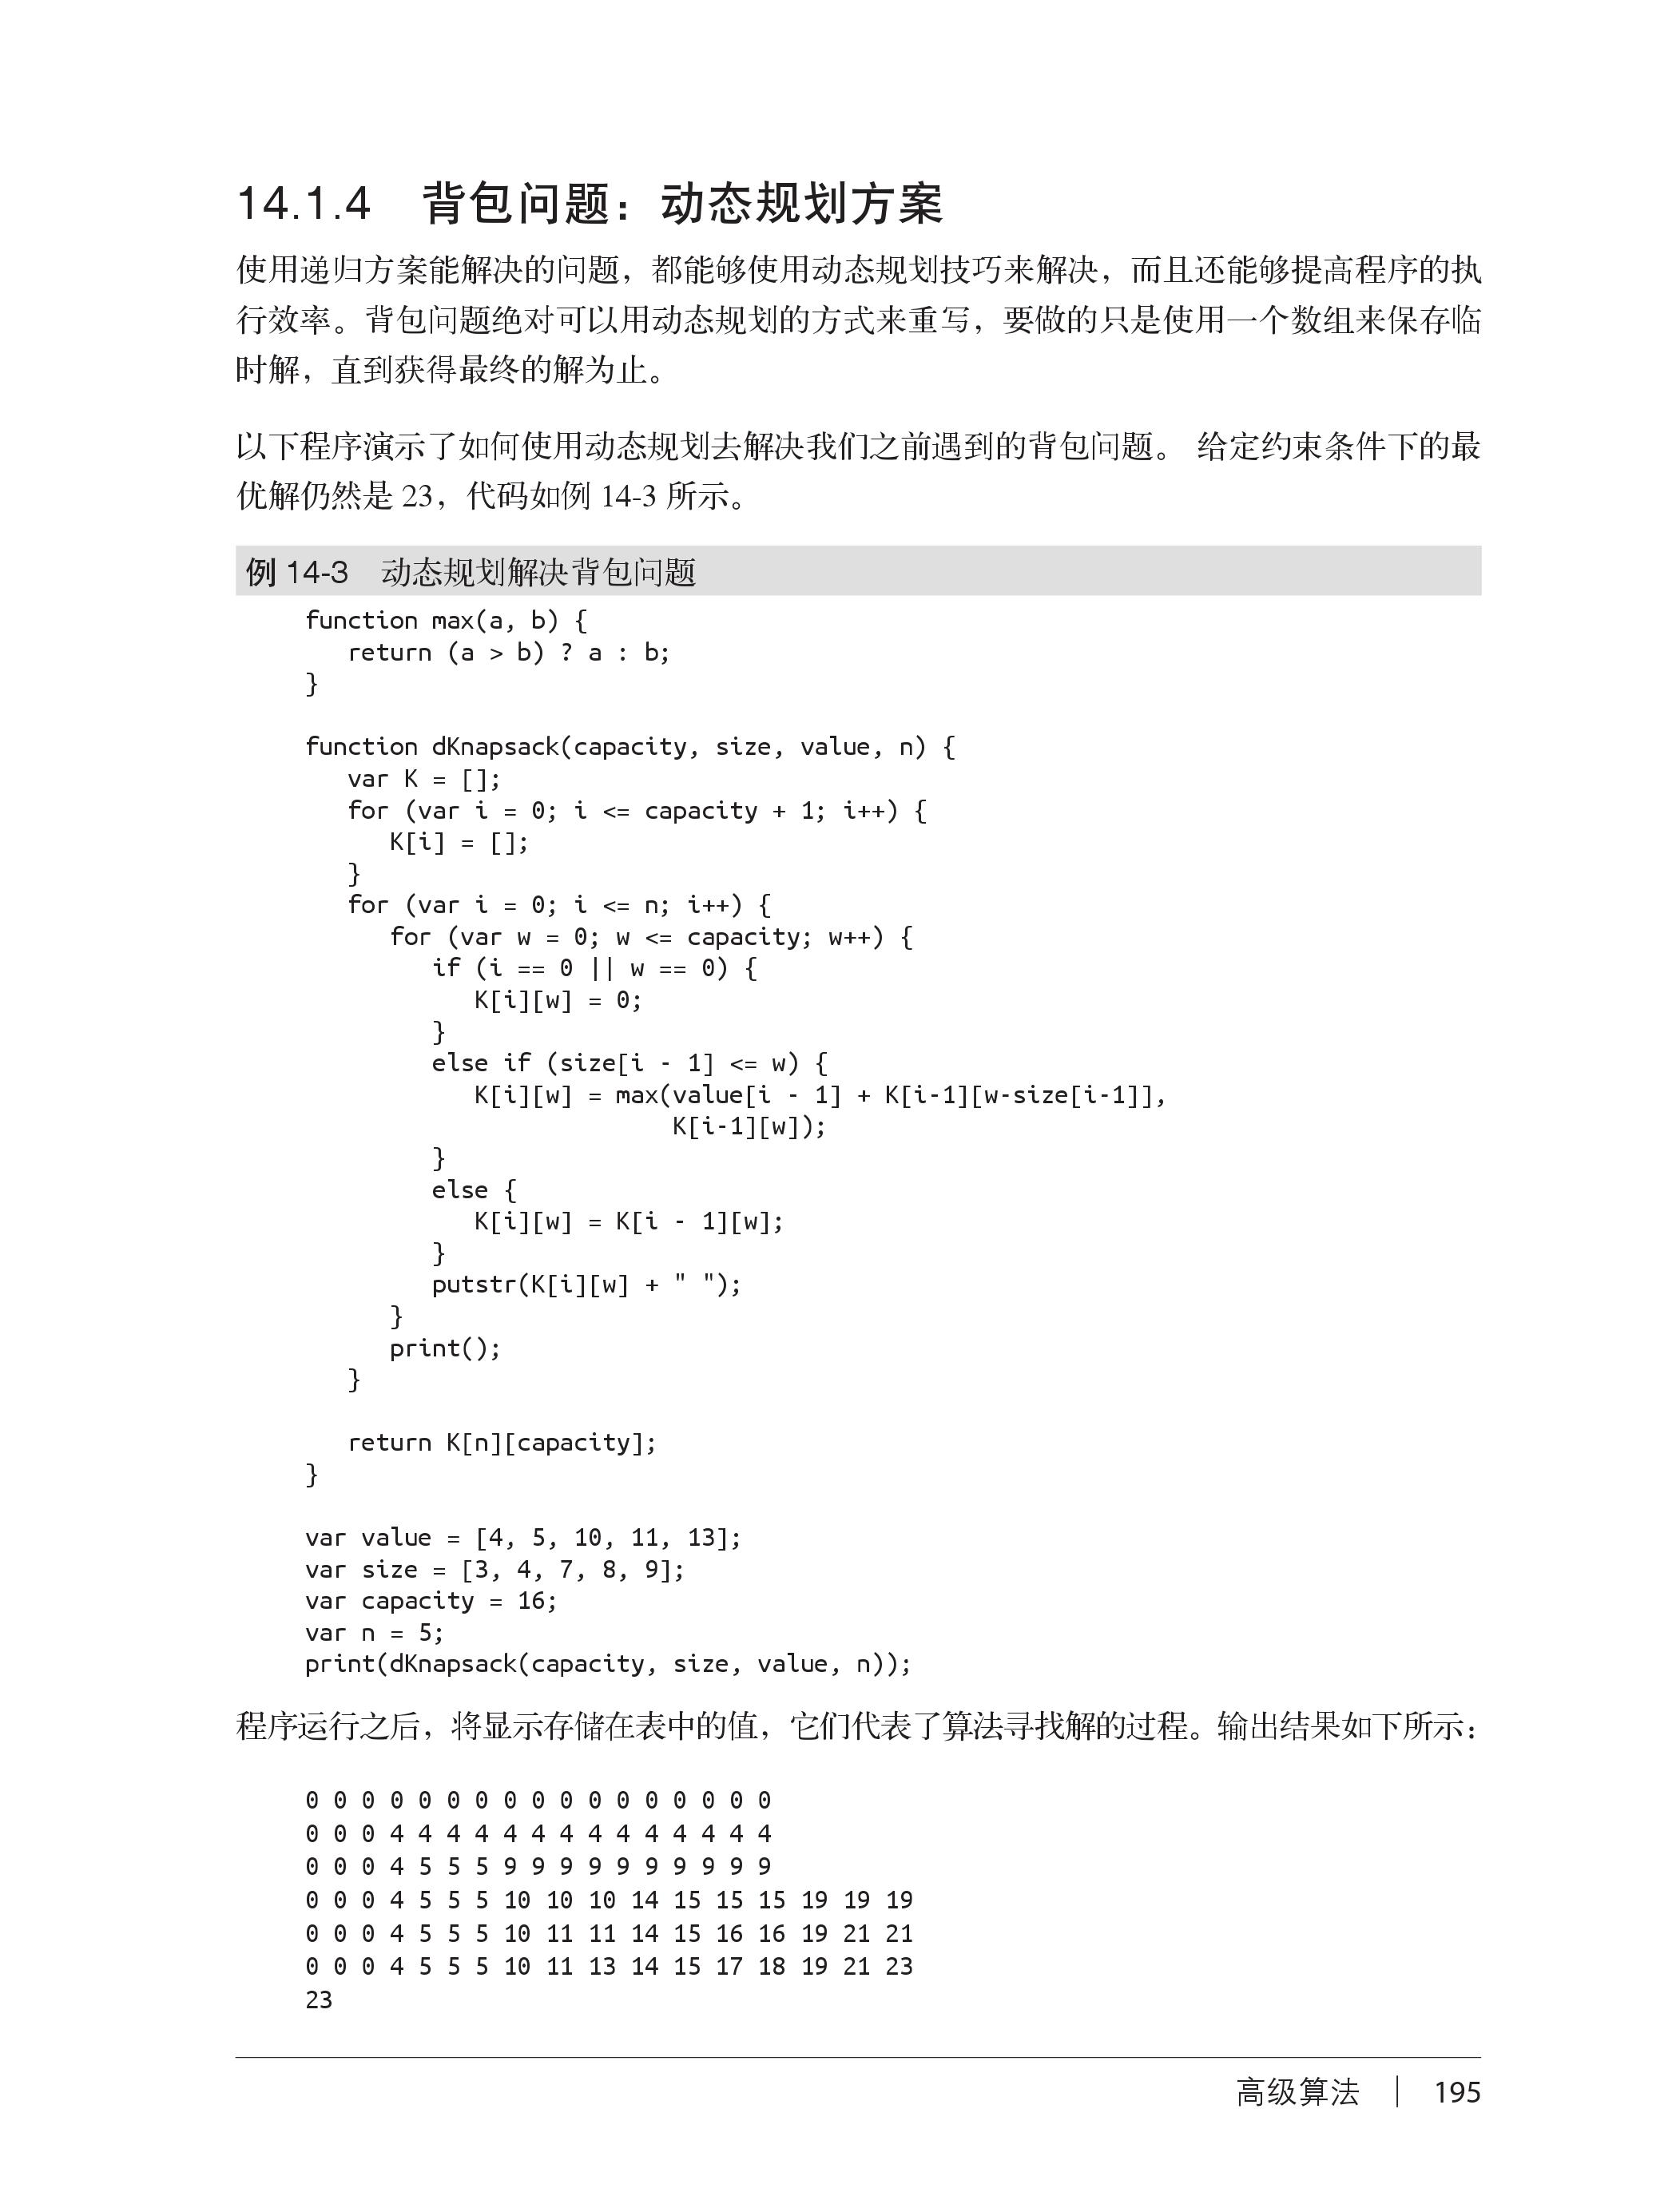 14.1.4 背包问题：动态规划方案
使用递归方案能解决的问题，都能够使用动态规划技巧来解决，而且还能够提高程序的执
行效率。背包问题绝对可以用动态规划的方式来重写，要做的只是使用一个数组来保存临
时解，直到获得最终的解为止。
以下程序演示了如何使用动态规划去解决我们之前遇到的背包问题。 给定约束条件下的最
优解仍然是 23，代码如例 14-3 所示。
例 14-3 动态规划解决背包问题
function max(a, b) {
   return (a > b) ? a : b;
}
function dKnapsack(capacity, size, value, n) {
   var K = [];
   for (var i = 0; i <= capacity + 1; i++) {
      K[i] = [];
   }
   for (var i = 0; i <= n; i++) {
      for (var w = 0; w <= capacity; w++) {
         if (i == 0 || w == 0) {
            K[i][w] = 0;
         }
         else if (size[i - 1] <= w) {
            K[i][w] = max(value[i - 1] + K[i-1][w-size[i-1]],
                          K[i-1][w]);
         }
         else {
            K[i][w] = K[i - 1][w];
         }
         putstr(K[i][w] + " ");
      }
      print();
   }
   return K[n][capacity];
}
var value = [4, 5, 10, 11, 13];
var size = [3, 4, 7, 8, 9];
var capacity = 16;
var n = 5;
print(dKnapsack(capacity, size, value, n));
程序运行之后，将显示存储在表中的值，它们代表了算法寻找解的过程。输出结果如下所示：
0 0 0 0 0 0 0 0 0 0 0 0 0 0 0 0 0
0 0 0 4 4 4 4 4 4 4 4 4 4 4 4 4 4
0 0 0 4 5 5 5 9 9 9 9 9 9 9 9 9 9
0 0 0 4 5 5 5 10 10 10 14 15 15 15 19 19 19
0 0 0 4 5 5 5 10 11 11 14 15 16 16 19 21 21
0 0 0 4 5 5 5 10 11 13 14 15 17 18 19 21 23
23
高级算法 | 195